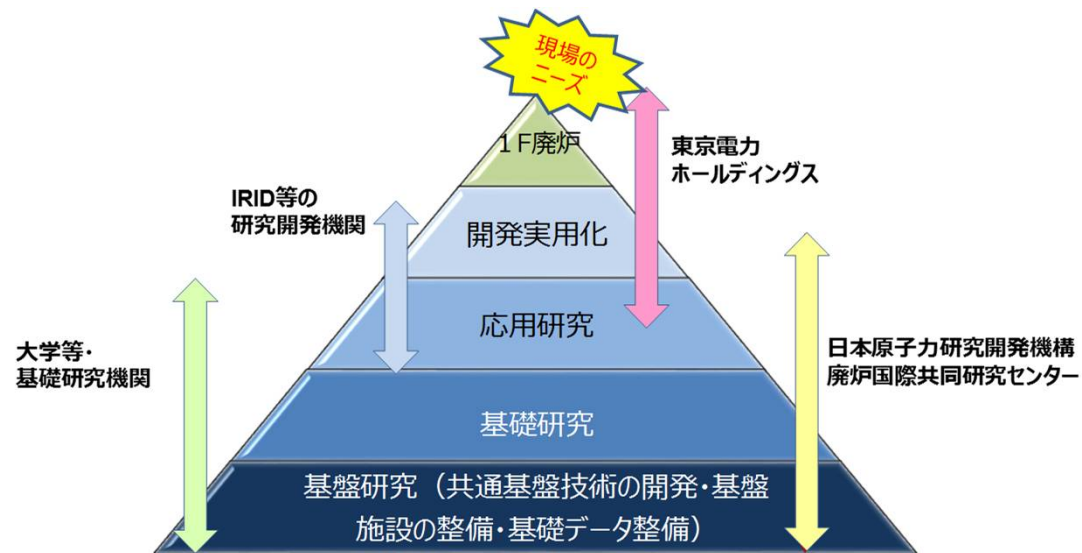 現場の
ニーズ
1F廃炉
東京電力
ホールディングス
IRID等の
研究開発機関
開発実用化
応用研究
大学等・
基礎研究機関
日本原子力研究開発機構
廃炉国際共同研究センター
基礎研究
基盤研究（共通基盤技術の開発・基盤
施設の整備・基礎データ整備）